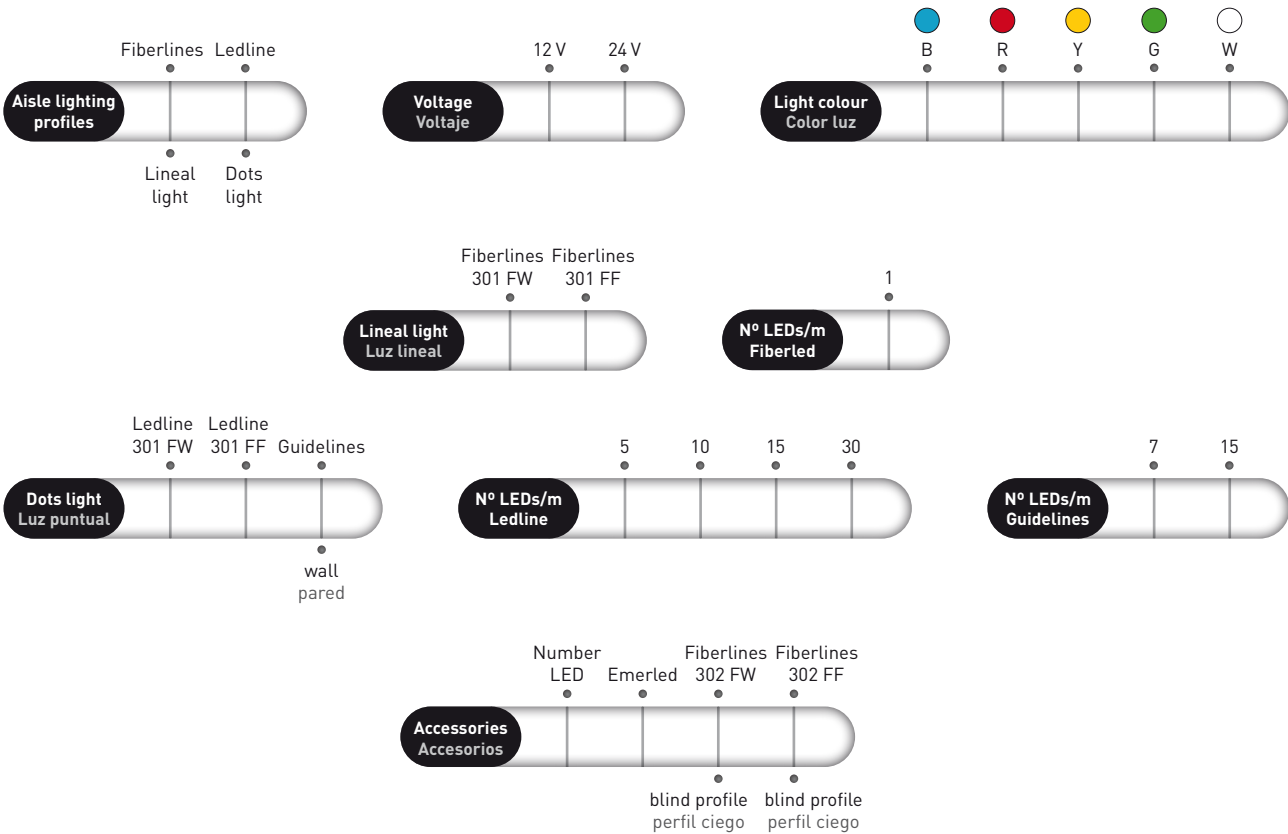 Fiberlines Ledline
Aisle lighting
profiles
Lineal
light
Dots
light
12 V 24 V
Voltage
Voltaje
B R Y G W
Light colour
Color luz
Fiberlines
301 FW
Fiberlines
301 FF
Lineal light
Luz lineal
1
Nº LEDs/m
Fiberled
Ledline
301 FW
Ledline
301 FF
Guidelines
Dots light
Luz puntual
wall
pared
5 10 15 30
Nº LEDs/m
Ledline
7 15
Nº LEDs/m
Guidelines
Number
LED
Emerled
Fiberlines
302 FW
Fiberlines
302 FF
Accessories
Accesorios
blind profile
perfil ciego
blind profile
perfil ciego